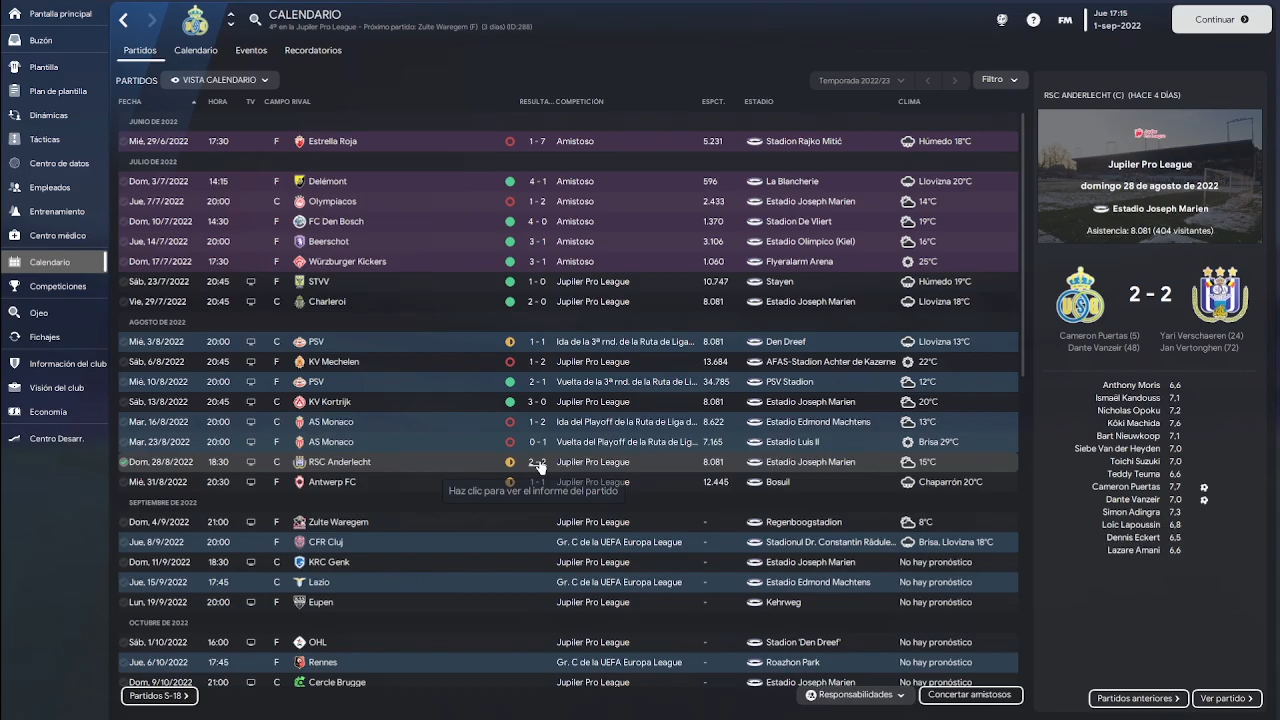 Pantalla principal
Buzón
Plantilla
Plan de plantilla
Dinámicas
Tácticas
Centro de datos
Empleados
Entrenamiento
Centro médico
Calendario
Competiciones
Ojeo
Fichajes
Información del club
Visión del club
Economía
Centro Desarr.
CALENDARIO
4º en la Jupiler Pro League - Próximo partido: Zulte Waregem (F) (3 días) (ID:288)
FM
Jue 17:15
1-sep-2022
Continuar
Partidos Calendario Eventos Recordatorios
PARTIDOS VISTA CALENDARIO Temporada 2022/23 Filtro
FECHA HORA TV CAMPO RIVAL RESULTA... COMPETICIÓN ESPCT. ESTADIO CLIMA
JUNIO DE 2022
Mié, 29/6/2022 17:30 F Estrella Roja 1 - 7 Amistoso 5.231 Stadion Rajko Mitić Húmedo 18°C
JULIO DE 2022
Dom, 3/7/2022 14:15 F Delémont 4 - 1 Amistoso 596 La Blancherie Llovizna 20°C
Jue, 7/7/2022 20:00 C Olympiacos 1 - 2 Amistoso 2.433 Estadio Joseph Marien 14°C
Dom, 10/7/2022 14:30 F FC Den Bosch 4 - 0 Amistoso 1.370 Stadion De Vliert 19°C
Jue, 14/7/2022 20:00 F Beerschot 3 - 1 Amistoso 3.106 Estadio Olímpico (Kiel) 16°C
Dom, 17/7/2022 17:30 F Würzburger Kickers 3 - 1 Amistoso 1.060 Flyeralarm Arena 25°C
Sáb, 23/7/2022 20:45 F STVV 1 - 0 Jupiler Pro League 10.747 Stayen Húmedo 19°C
Vie, 29/7/2022 20:45 C Charleroi 2 - 0 Jupiler Pro League 8.081 Estadio Joseph Marien Llovizna 18°C
AGOSTO DE 2022
Mié, 3/8/2022 20:00 C PSV 1 - 1 Ida de la 3ª rnd. de la Ruta de Liga... 8.081 Den Dreef Llovizna 13°C
Sáb, 6/8/2022 20:45 F KV Mechelen 1 - 2 Jupiler Pro League 13.684 AFAS-Stadion Achter de Kazerne 22°C
Mié, 10/8/2022 20:00 F PSV 2 - 1 Vuelta de la 3ª rnd. de la Ruta de Li... 34.785 PSV Stadion 12°C
Sáb, 13/8/2022 20:45 C KV Kortrijk 3 - 0 Jupiler Pro League 8.081 Estadio Joseph Marien 20°C
Mar, 16/8/2022 20:00 C AS Monaco 1 - 2 Ida del Playoff de la Ruta de Liga d... 8.622 Estadio Edmond Machtens 13°C
Mar, 23/8/2022 20:00 F AS Monaco 0 - 1 Vuelta del Playoff de la Ruta de Lig... 7.165 Estadio Luis II Brisa 29°C
Dom, 28/8/2022 18:30 C RSC Anderlecht 2 - 2 Jupiler Pro League 8.081 Estadio Joseph Marien 15°C
Mié, 31/8/2022 20:00 F Antwerp FC 1 - 1 Jupiler Pro League 12.445 Bosuil Chaparrón 20°C
Haz clic para ver el informe del partido
SEPTIEMBRE DE 2022
Dom, 4/9/2022 21:00 F Zulte Waregem Jupiler Pro League - Regenboogstadion 8°C
Jue, 8/9/2022 20:00 F CFR Cluj Gr. C de la UEFA Europa League - Stadionul Dr. Constantin Rădule... Brisa, Llovizna 18°C
Dom, 11/9/2022 18:30 C KRC Genk Jupiler Pro League - Estadio Joseph Marien No hay pronóstico
Jue, 15/9/2022 17:45 C Lazio Gr. C de la UEFA Europa League - Estadio Edmond Machtens No hay pronóstico
Lun, 19/9/2022 20:00 F Eupen Jupiler Pro League - Kehrweg No hay pronóstico
OCTUBRE DE 2022
Sáb, 1/10/2022 16:00 F OHL Jupiler Pro League - Stadion 'Den Dreef' No hay pronóstico
Jue, 6/10/2022 17:45 F Rennes Gr. C de la UEFA Europa League - Roazhon Park No hay pronóstico
Dom, 9/10/2022 21:00 C Cercle Brugge Jupiler Pro League - Estadio Joseph Marien No hay pronóstico
Partidos S-18 Responsabilidades Concertar amistosos
RSC ANDERLECHT (C) (HACE 4 DÍAS)
Jupiler Pro League
domingo 28 de agosto de 2022
Estadio Joseph Marien
Asistencia: 8.081 (404 visitantes)
2 - 2
Cameron Puertas (5) Yari Verschaeren (24)
Dante Vanzeir (48) Jan Vertonghen (72)
Anthony Moris 6,6
Ismaël Kandouss 7,1
Nicholas Opoku 7,2
Kôki Machida 7,6
Bart Nieuwkoop 7,1
Siebe Van der Heyden 7,0
Toichi Suzuki 7,0
Teddy Teuma 6,6
Cameron Puertas 7,7
Dante Vanzeir 7,0
Simon Adingra 7,3
Loïc Lapoussin 6,8
Dennis Eckert 6,5
Lazare Amani 6,6
Partidos anteriores Ver partido